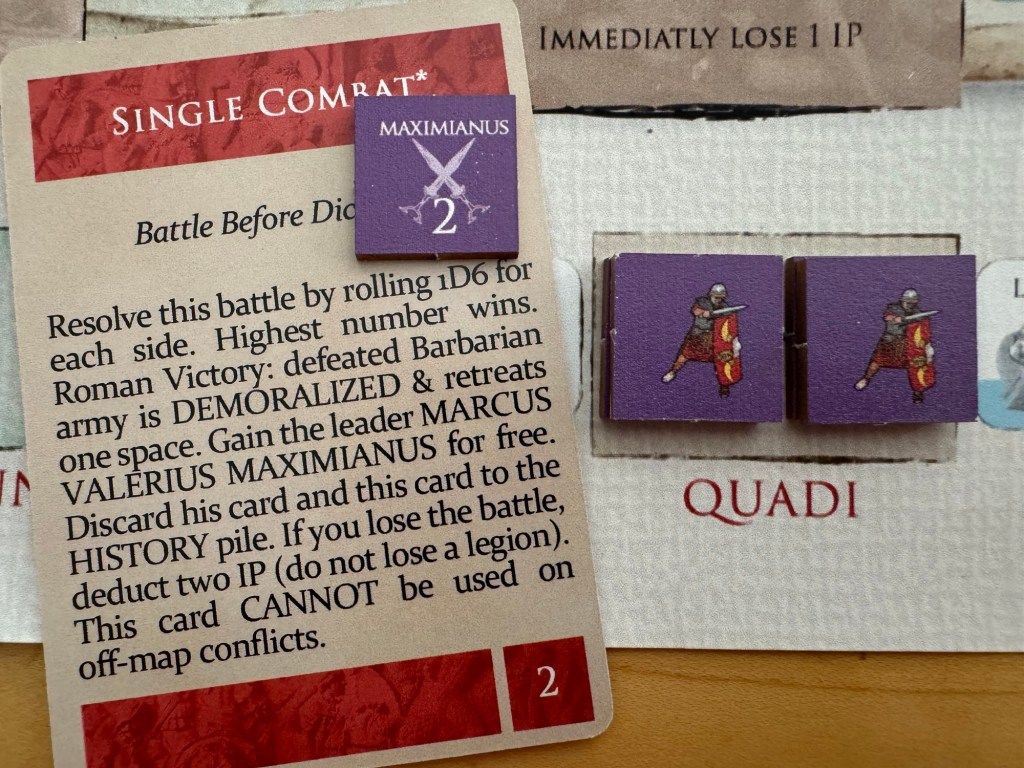 IMMEDIATLY LOSE 1 IP
SINGLE COMBAT*
MAXIMIANUS
2
Battle Before
Resolve this battle by rolling 1D6 for
each side. Highest number wins.
Roman Victory: defeated Barbarian
army is DEMORALIZED & retreats
one space. Gain the leader MARCUS
VALERIUS MAXIMIANUS for free.
Discard his card and this card to the
HISTORY pile. If you lose the battle,
deduct two IP (do not lose a legion).
This card CANNOT be used on
off-map conflicts.
2
QUADI